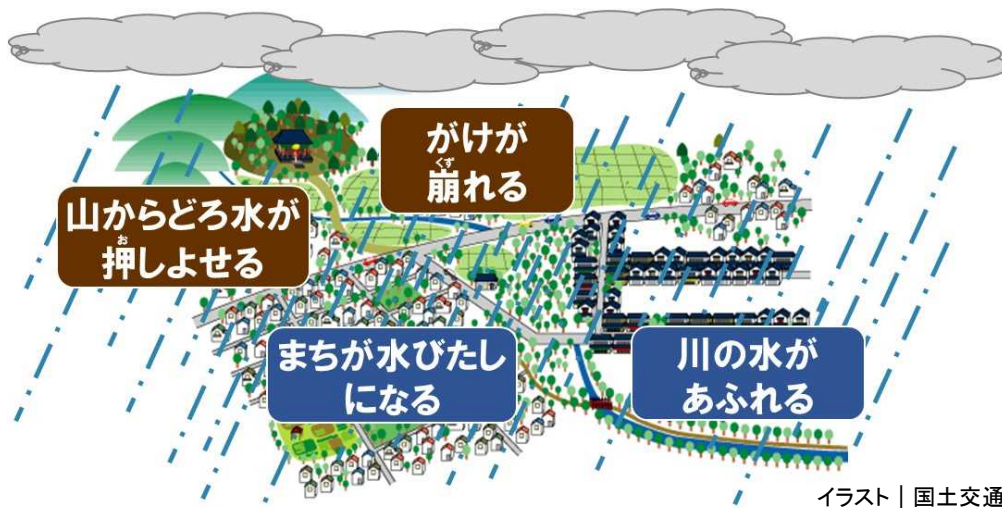 がけが
崩れる
くず
山からどろ水が
押しよせる
お
まちが水びたし
になる
川の水が
あふれる
イラスト｜国土交通